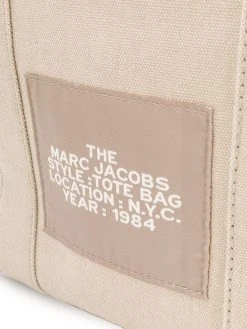 THE
MARC JACOBS
STYLE : TOTE BAG
LOCATION : N.Y.C.
YEAR : 1984